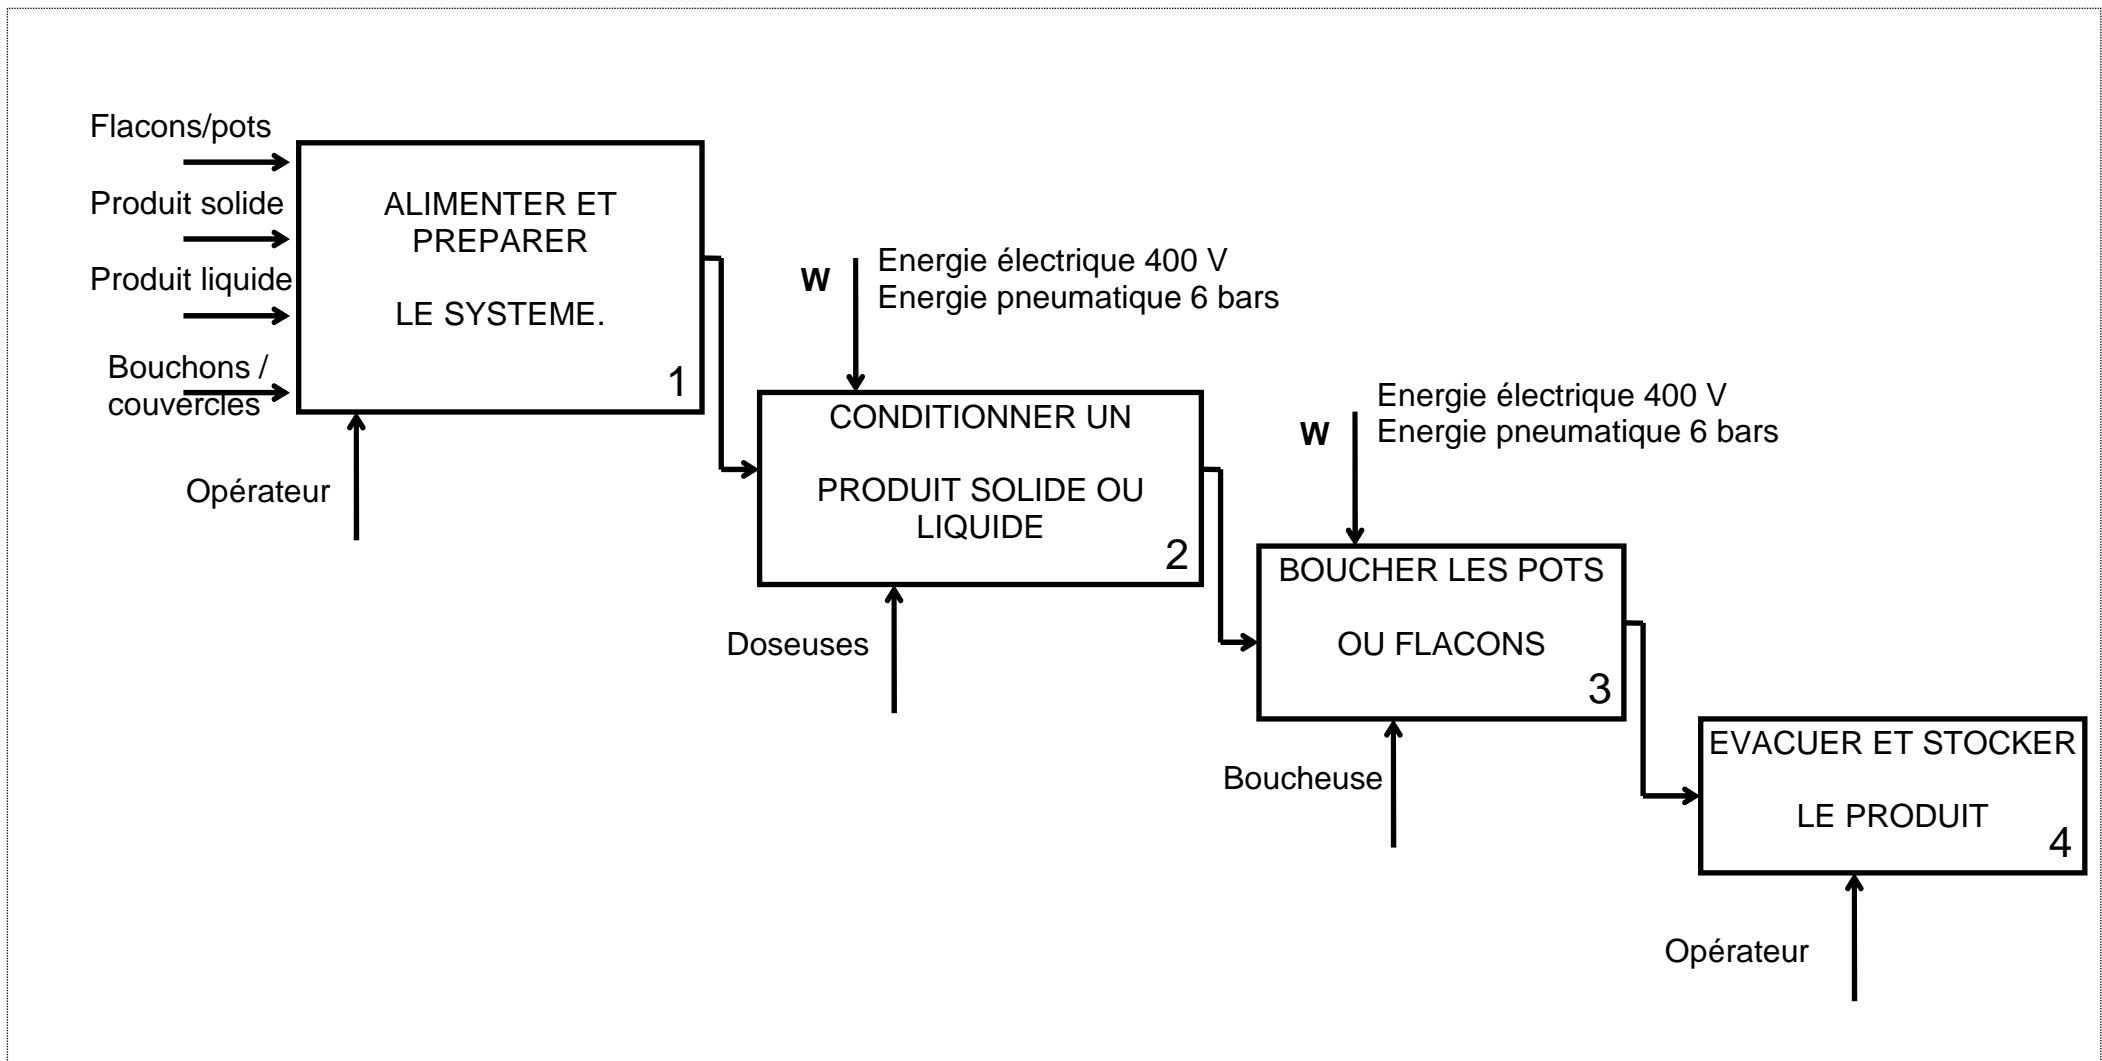 Flacons/pots
Produit solide
Produit liquide
Bouchons /
couvercles
ALIMENTER ET
PREPARER
LE SYSTEME.
1
Opérateur
W
Energie électrique 400 V
Energie pneumatique 6 bars
CONDITIONNER UN
PRODUIT SOLIDE OU
LIQUIDE
2
Doseuses
W
Energie électrique 400 V
Energie pneumatique 6 bars
BOUCHER LES POTS
OU FLACONS
3
Boucheuse
EVACUER ET STOCKER
LE PRODUIT
4
Opérateur